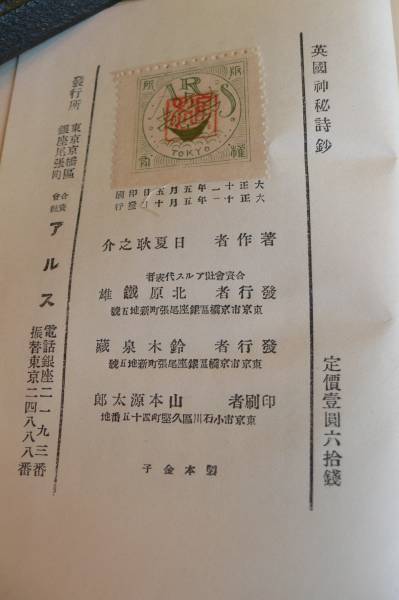 英國神秘詩鈔
定價壹圓六拾錢
版 權
所 有
ARS
TOKYO
大正十一年五月五日印刷
大正十一年五月十日發行
著作者 日夏耿之介
合資會社アルス代表者
發行者 北原鐵雄
東京市京橋區銀座尾張町新地五號
發行者 鈴木泉藏
東京市京橋區銀座尾張町新地五號
印刷者 山本源太郎
東京市小石川區久堅町四十五番地
製本金子
發行所
東京京橋區
銀座尾張町
合資會社 アルス
電話銀座二一九三番
振替東京二四八八八番